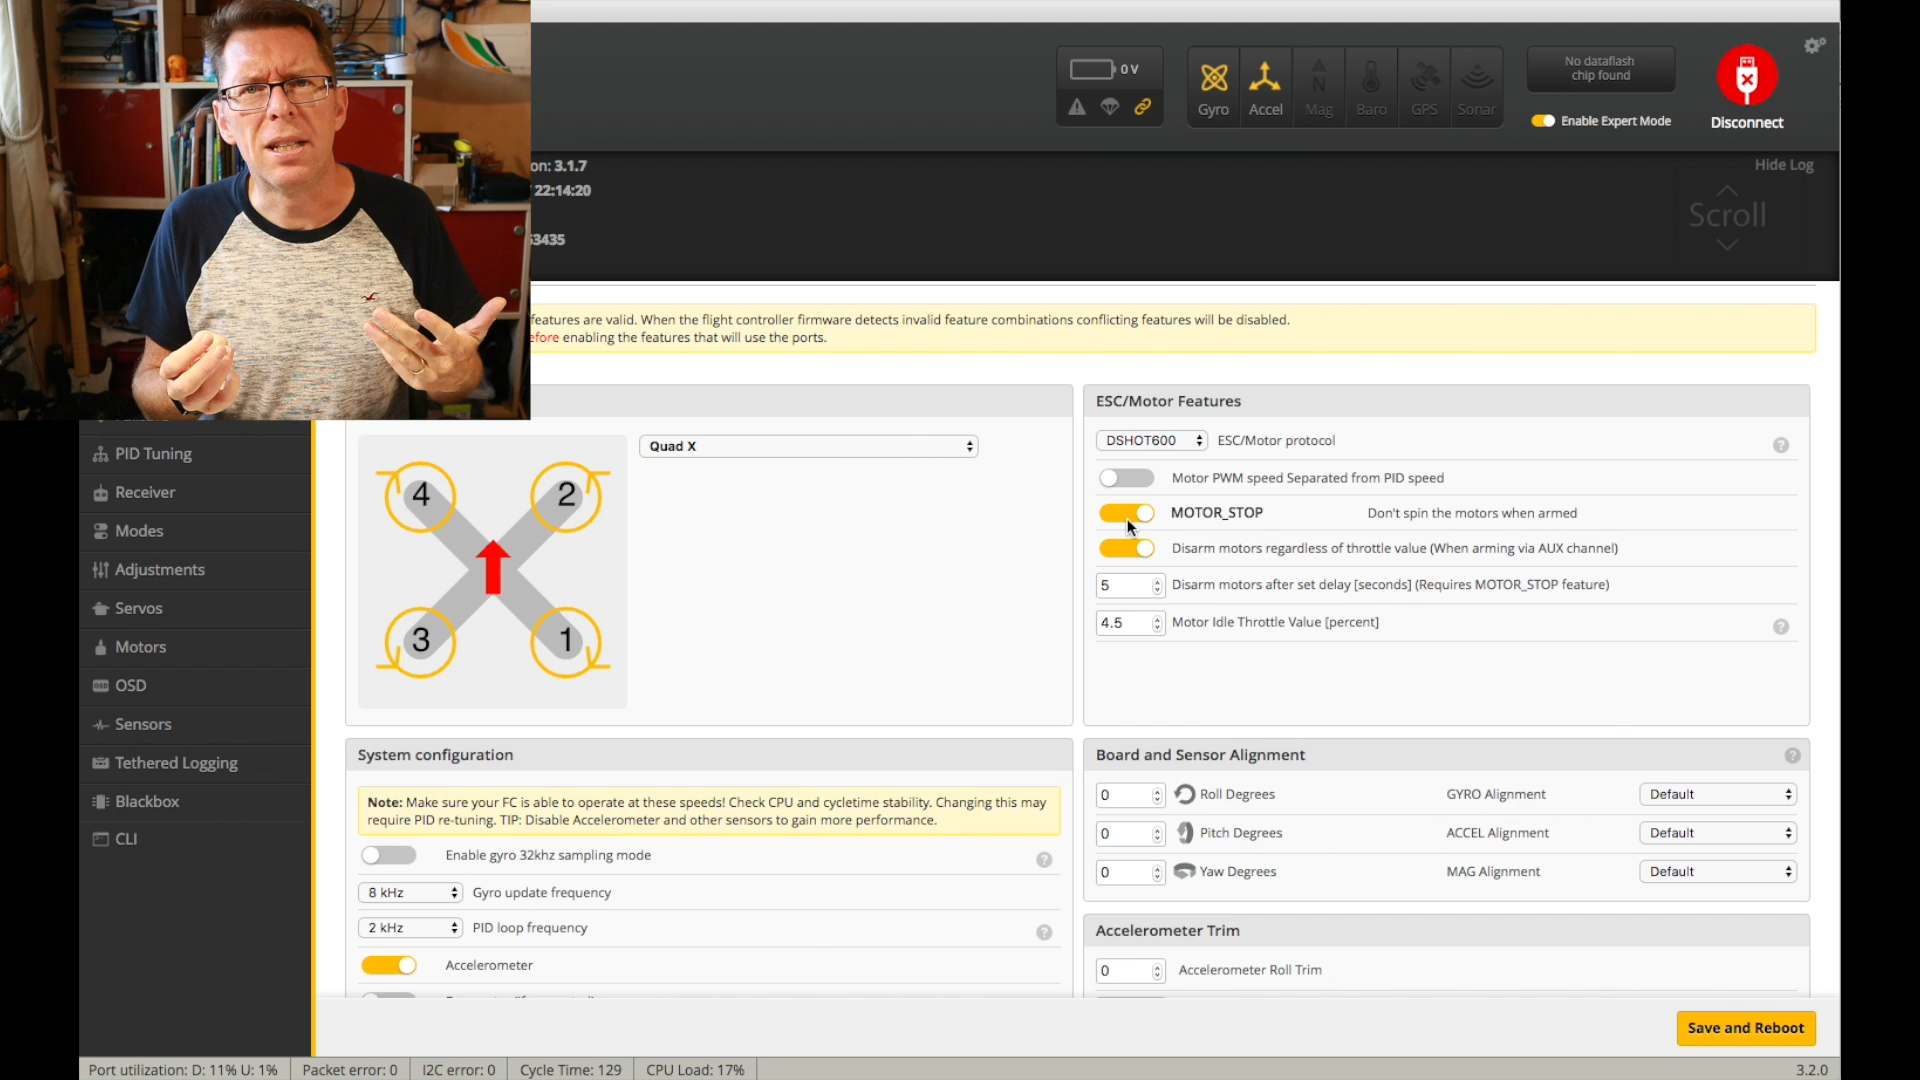 0 V
Gyro
Accel
Mag
Baro
GPS
Sonar
No dataflash
chip found
Enable Expert Mode
Disconnect
on: 3.1.7
22:14:20
53435
Hide Log
Scroll
features are valid. When the flight controller firmware detects invalid feature combinations conflicting features will be disabled.
efore enabling the features that will use the ports.
PID Tuning
Receiver
Modes
Adjustments
Servos
Motors
OSD
Sensors
Tethered Logging
Blackbox
CLI
Quad X
4
2
3
1
ESC/Motor Features
DSHOT600 ESC/Motor protocol
Motor PWM speed Separated from PID speed
MOTOR_STOP Don't spin the motors when armed
Disarm motors regardless of throttle value (When arming via AUX channel)
5 Disarm motors after set delay [seconds] (Requires MOTOR_STOP feature)
4.5 Motor Idle Throttle Value [percent]
System configuration
Note: Make sure your FC is able to operate at these speeds! Check CPU and cycletime stability. Changing this may
require PID re-tuning. TIP: Disable Accelerometer and other sensors to gain more performance.
Enable gyro 32khz sampling mode
8 kHz Gyro update frequency
2 kHz PID loop frequency
Accelerometer
Board and Sensor Alignment
0 Roll Degrees GYRO Alignment Default
0 Pitch Degrees ACCEL Alignment Default
0 Yaw Degrees MAG Alignment Default
Accelerometer Trim
0 Accelerometer Roll Trim
Save and Reboot
Port utilization: D: 11% U: 1% Packet error: 0 I2C error: 0 Cycle Time: 129 CPU Load: 17% 3.2.0